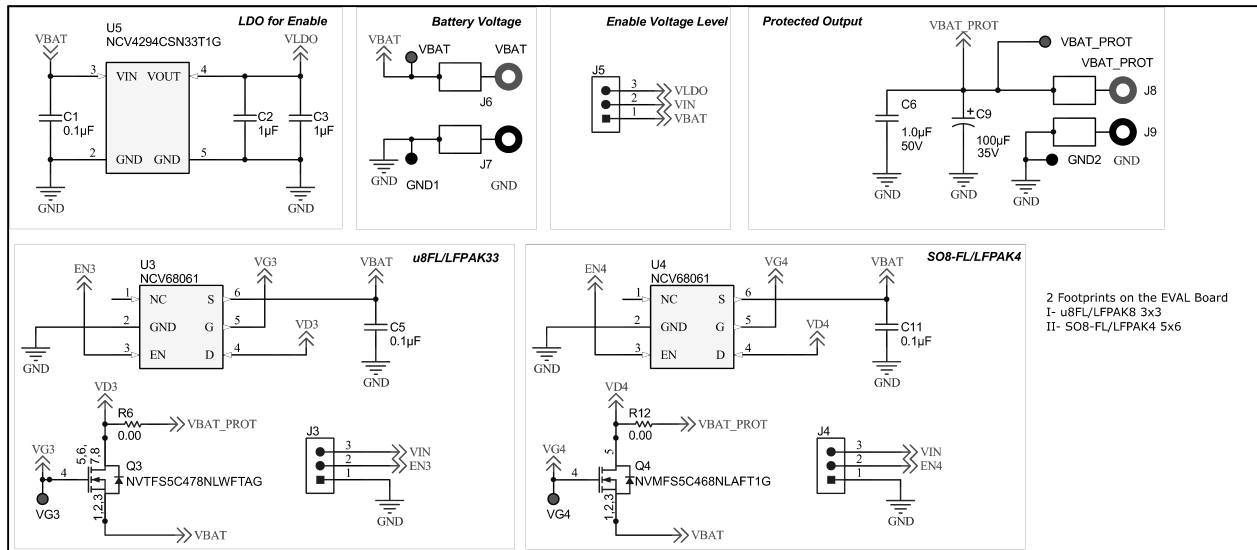 LDO for Enable
U5
NCV4294CSN33T1G
VBAT
VLDO
3
VIN
VOUT
4
C1
0.1µF
C2
1µF
C3
1µF
2
GND
GND
5
GND
GND
Battery Voltage
VBAT
VBAT
VBAT
J6
J7
GND
GND1
GND
Enable Voltage Level
J5
3
VLDO
2
VIN
1
VBAT
Protected Output
VBAT_PROT
VBAT_PROT
VBAT_PROT
J8
C6
1.0µF
50V
C9
100µF
35V
J9
GND2
GND
GND
GND
GND
u8FL/LFPAK33
U3
NCV68061
EN3
VG3
VBAT
1
NC
S
6
2
GND
G
5
VD3
3
EN
D
4
C5
0.1µF
GND
GND
VD3
R6
0.00
VBAT_PROT
VG3
5,6,
7,8
4
Q3
NVTFS5C478NLWFTAG
1,2,3
VG3
VBAT
J3
3
VIN
2
EN3
1
GND
SO8-FL/LFPAK4
U4
NCV68061
EN4
VG4
VBAT
1
NC
S
6
2
GND
G
5
VD4
3
EN
D
4
C11
0.1µF
GND
GND
VD4
R12
0.00
VBAT_PROT
VG4
5
4
Q4
NVMFS5C468NLAFT1G
1,2,3
VG4
VBAT
J4
3
VIN
2
EN4
1
GND
2 Footprints on the EVAL Board
I- u8FL/LFPAK8 3x3
II- SO8-FL/LFPAK4 5x6